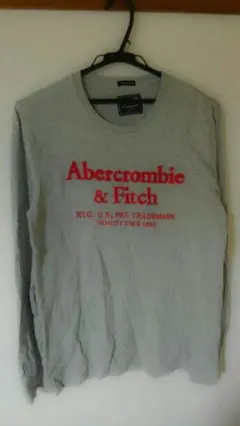 Abercrombie
& Fitch
REG. U.S. PAT. TRADEMARK
QUALITY SINCE 1892